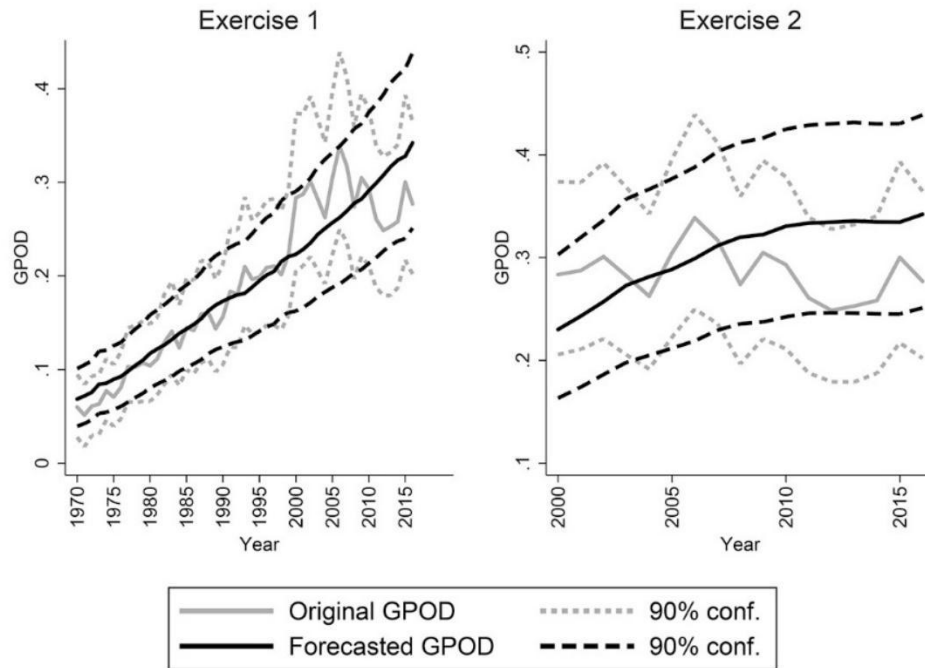 Exercise 1
GPOD
0
.1
.2
.3
.4
1970
1975
1980
1985
1990
1995
2000
2005
2010
2015
Year
Exercise 2
GPOD
.1
.2
.3
.4
.5
2000
2005
2010
2015
Year
Original GPOD
90% conf.
Forecasted GPOD
90% conf.